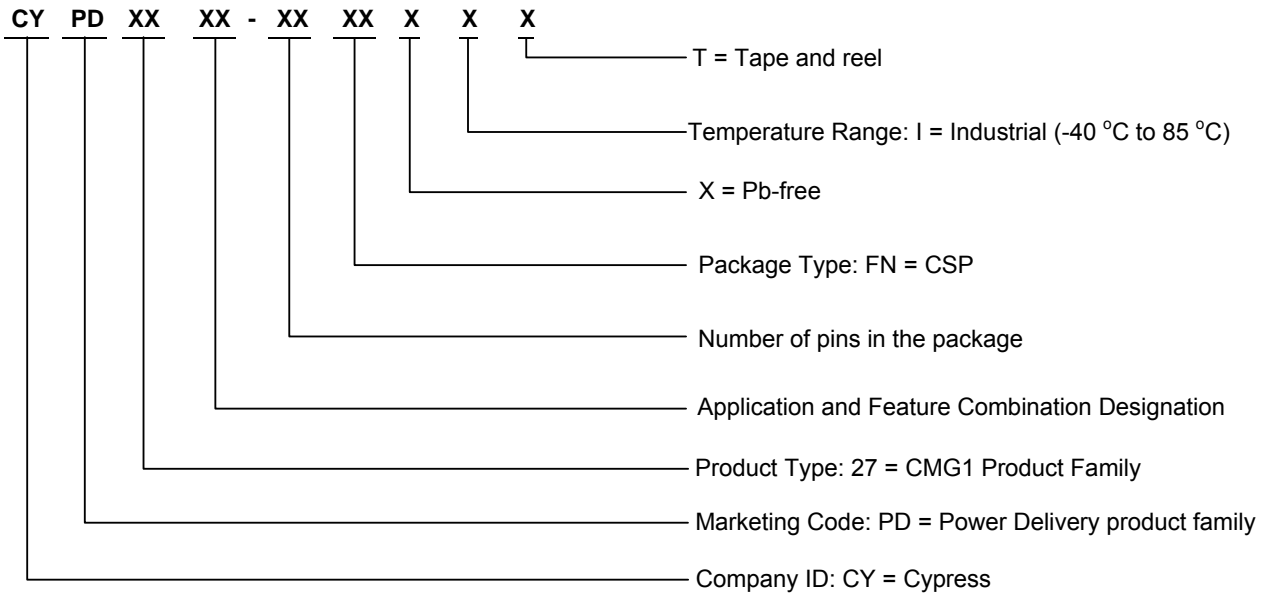 CY PD XX XX - XX XX X X X
T = Tape and reel
Temperature Range: I = Industrial (-40 °C to 85 °C)
X = Pb-free
Package Type: FN = CSP
Number of pins in the package
Application and Feature Combination Designation
Product Type: 27 = CMG1 Product Family
Marketing Code: PD = Power Delivery product family
Company ID: CY = Cypress